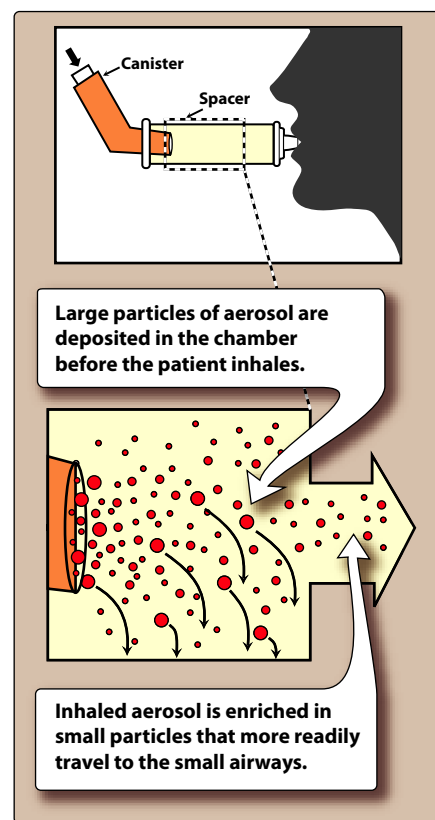 Canister
Spacer
Large particles of aerosol are
deposited in the chamber
before the patient inhales.
Inhaled aerosol is enriched in
small particles that more readily
travel to the small airways.